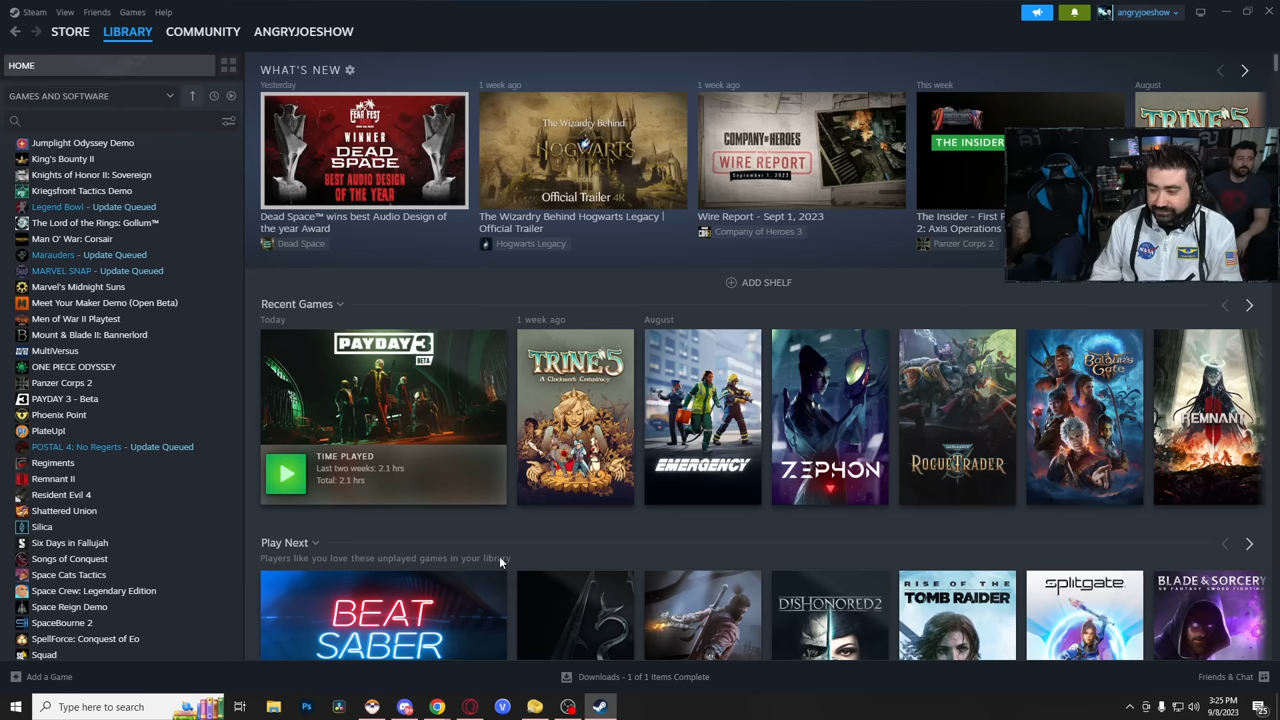 Steam View Friends Games Help
angryjoeshow
STORE LIBRARY COMMUNITY ANGRYJOESHOW
HOME
GAMES AND SOFTWARE
Jumplight Odyssey Demo
King's Bounty II
Knights of Honor II: Sovereign
Kriegsfront Tactics Demo
Legend Bowl - Update Queued
The Lord of the Rings: Gollum™
Man O' War: Corsair
Marauders - Update Queued
MARVEL SNAP - Update Queued
Marvel's Midnight Suns
Meet Your Maker Demo (Open Beta)
Men of War II Playtest
Mount & Blade II: Bannerlord
MultiVersus
ONE PIECE ODYSSEY
Panzer Corps 2
PAYDAY 3 - Beta
Phoenix Point
PlateUp!
POSTAL 4: No Regerts - Update Queued
Regiments
Remnant II
Resident Evil 4
Shattered Union
Silica
Six Days in Fallujah
Songs of Conquest
Space Cats Tactics
Space Crew: Legendary Edition
Space Reign Demo
SpaceBourne 2
SpellForce: Conquest of Eo
Squad
WHAT'S NEW
Yesterday
1 week ago
1 week ago
This week
August
FEAR FEST
WINNER
DEAD SPACE
BEST AUDIO DESIGN
OF THE YEAR
Dead Space™ wins best Audio Design of
the year Award
Dead Space
The Wizardry Behind
HOGWARTS
LEGACY
Official Trailer 4K
The Wizardry Behind Hogwarts Legacy |
Official Trailer
Hogwarts Legacy
COMPANY OF HEROES
WIRE REPORT
September 1, 2023
Wire Report - Sept 1, 2023
Company of Heroes 3
THE INSIDER
The Insider - First
2: Axis Operations
Panzer Corps 2
TRINE 5
ADD SHELF
Recent Games
Today
1 week ago
August
PAYDAY 3
BETA
TIME PLAYED
Last two weeks: 2.1 hrs
Total: 2.1 hrs
TRINE 5
A Clockwork Conspiracy
EMERGENCY
ZEPHON
WARHAMMER
ROGUE TRADER
Baldur's
Gate
REMNANT
Play Next
Players like you love these unplayed games in your library
BEAT
SABER
DISHONORED 2
RISE OF THE
TOMB RAIDER
SPLITGATE
BLADE & SORCERY
VR FANTASY SWORD FIGHTING
Add a Game
Downloads - 1 of 1 Items Complete
Friends & Chat
Type here to search
3:25 PM
9/8/2023
25